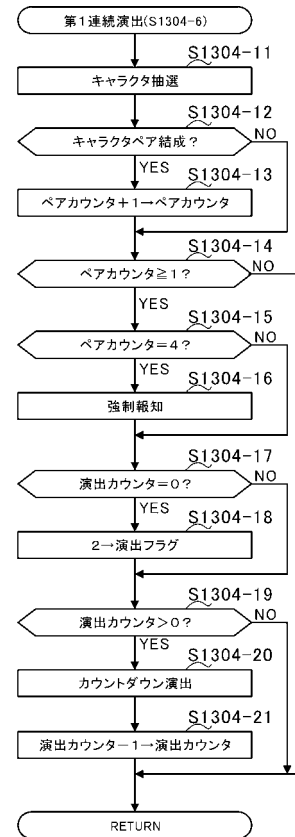 第1連続演出(S1304-6)
S1304-11
キャラクタ抽選
S1304-12
キャラクタペア結成?
NO
YES
S1304-13
ペアカウンタ+1→ペアカウンタ
S1304-14
ペアカウンタ≧1?
NO
YES
S1304-15
ペアカウンタ=4?
NO
YES
S1304-16
強制報知
S1304-17
演出カウンタ=0?
NO
YES
S1304-18
2→演出フラグ
S1304-19
演出カウンタ>0?
NO
YES
S1304-20
カウントダウン演出
S1304-21
演出カウンター1→演出カウンタ
RETURN